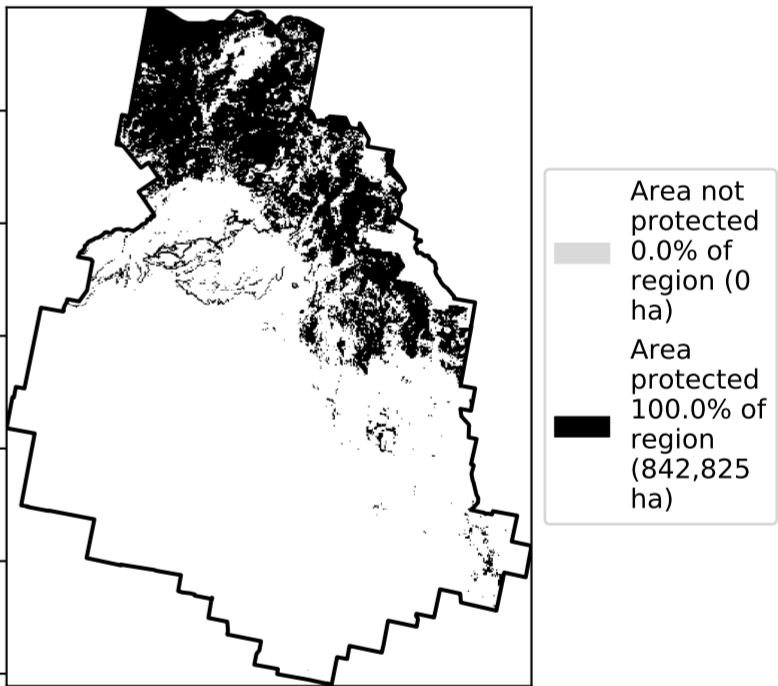 Area not
protected
0.0% of
region (0
ha)
Area
protected
100.0% of
region
(842,825
ha)